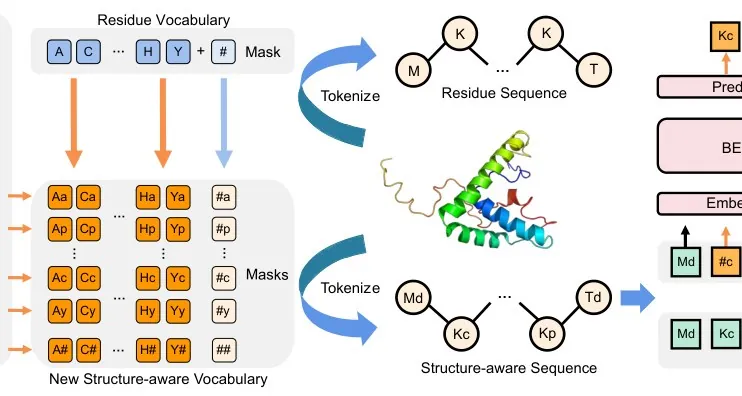 Residue Vocabulary
A C ... H Y + # Mask
Aa Ca Ha Ya #a
...
Ap Cp Hp Yp #p
Ac Cc Hc Yc #c
Masks
...
Ay Cy Hy Yy #y
A# C# ... H# Y# ##
New Structure-aware Vocabulary
Tokenize
K K
M ... T
Residue Sequence
Tokenize
Md ... Td
Kc Kp
Structure-aware Sequence
Kc
Pred
BE
Embe
Md #c
Md Kc